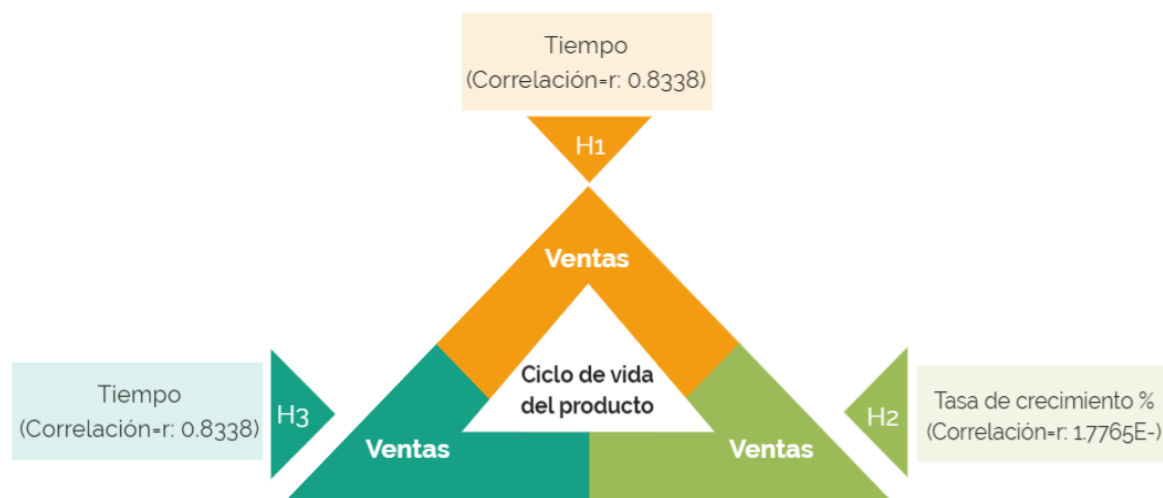 Tiempo
(Correlación=r: 0.8338)
H1
Ventas
Ciclo de vida
del producto
Tiempo
(Correlación=r: 0.8338)
H3
Ventas
Ventas
H2
Tasa de crecimiento %
(Correlación=r: 1.7765E-)